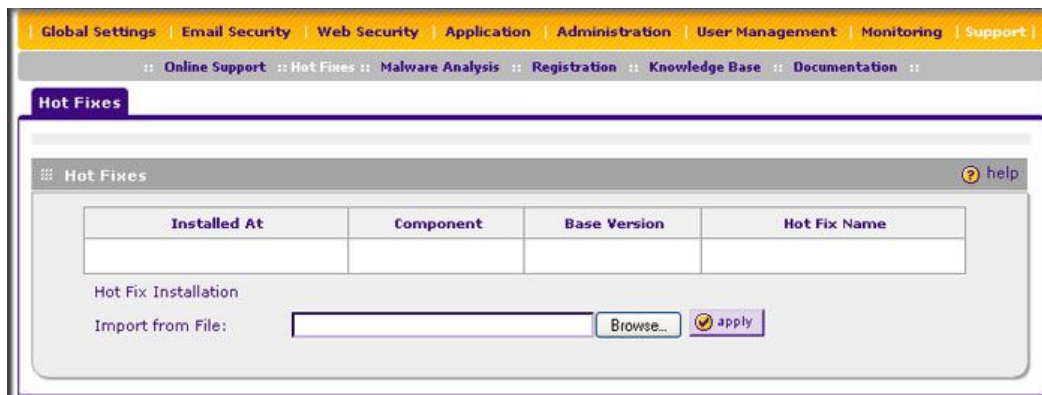 | Global Settings | Email Security | Web Security | Application | Administration | User Management | Monitoring | Support |
:: Online Support :: Hot Fixes :: Malware Analysis :: Registration :: Knowledge Base :: Documentation ::
Hot Fixes
Hot Fixes
help
Installed At Component Base Version Hot Fix Name
Hot Fix Installation
Import from File: Browse... apply